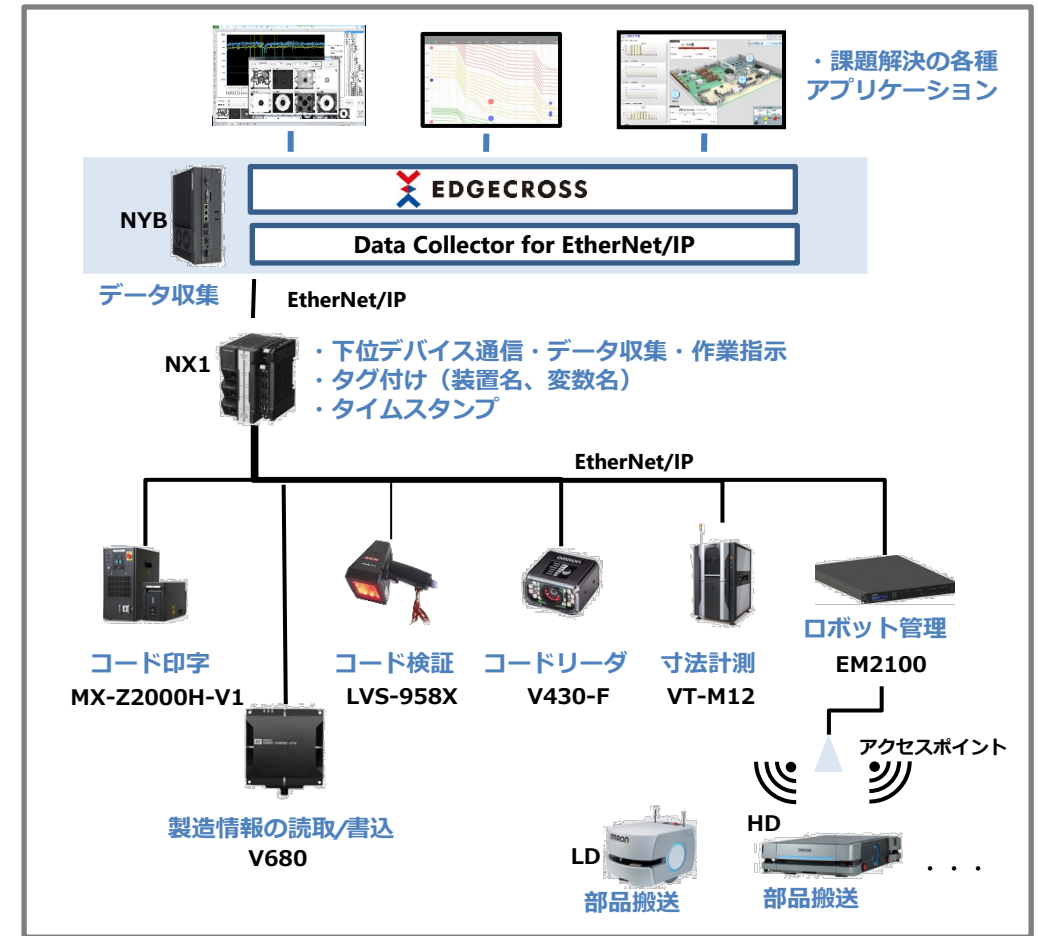 ・課題解決の各種
アプリケーション
EDGECROSS
NYB
Data Collector for EtherNet/IP
データ収集
EtherNet/IP
NX1
・下位デバイス通信・データ収集・作業指示
・タグ付け（装置名、変数名）
・タイムスタンプ
EtherNet/IP
OMRON
コード印字
MX-Z2000H-V1
コード検証
LVS-958X
コードリーダ
V430-F
寸法計測
VT-M12
ロボット管理
EM2100
アクセスポイント
製造情報の読取/書込
V680
HD
LD
OMRON
部品搬送
部品搬送
・・・